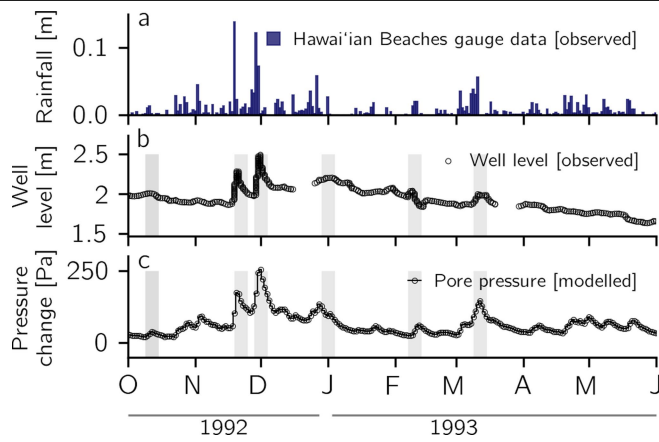 a
Rainfall [m]
0.1
0.0
Hawai‘ian Beaches gauge data [observed]
b
Well
level [m]
2.5
2
1.5
Well level [observed]
c
Pressure
change [Pa]
250
0
Pore pressure [modelled]
O N D J F M A M J
1992 1993